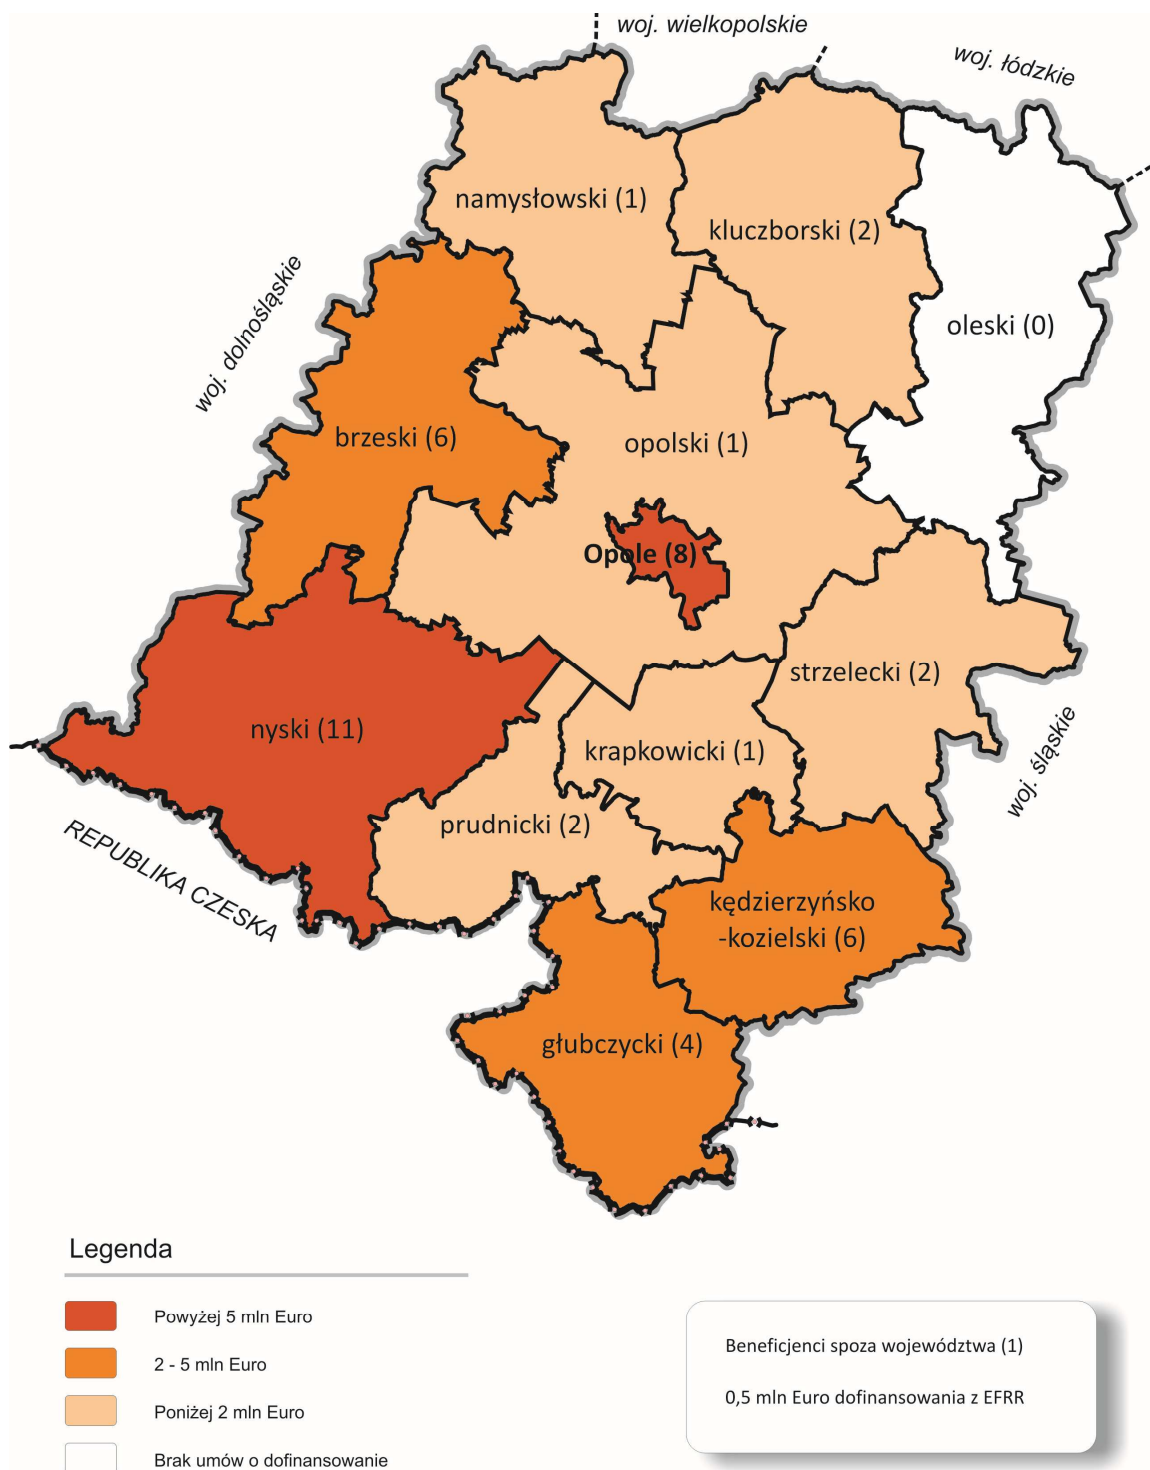 woj. wielkopolskie
woj. łódzkie
namysłowski (1)
kluczborski (2)
woj. dolnośląskie
oleski (0)
brzeski (6)
opolski (1)
Opole (8)
strzelecki (2)
nyski (11)
krapkowicki (1)
woj. śląskie
prudnicki (2)
REPUBLIKA CZESKA
kędzierzyńsko
-kozielski (6)
głubczycki (4)
Legenda
Powyżej 5 mln Euro
2 - 5 mln Euro
Poniżej 2 mln Euro
Brak umów o dofinansowanie
Beneficjenci spoza województwa (1)
0,5 mln Euro dofinansowania z EFRR